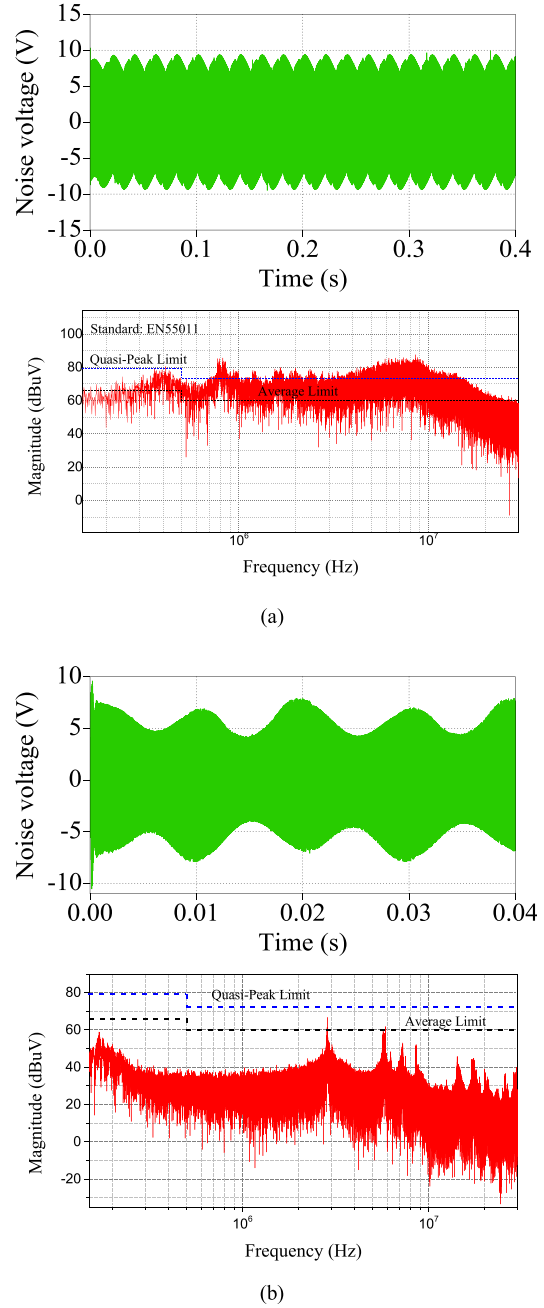 15
10
5
0
-5
-10
-15
Noise voltage (V)
0.0 0.1 0.2 0.3 0.4
Time (s)
100
80
60
40
20
0
Magnitude (dBuV)
Standard: EN55011
Quasi-Peak Limit
Average Limit
10⁶ 10⁷
Frequency (Hz)
(a)
10
5
0
-5
-10
Noise voltage (V)
0.00 0.01 0.02 0.03 0.04
Time (s)
80
60
40
20
0
-20
Magnitude (dBuV)
Quasi-Peak Limit
Average Limit
10⁶ 10⁷
Frequency (Hz)
(b)